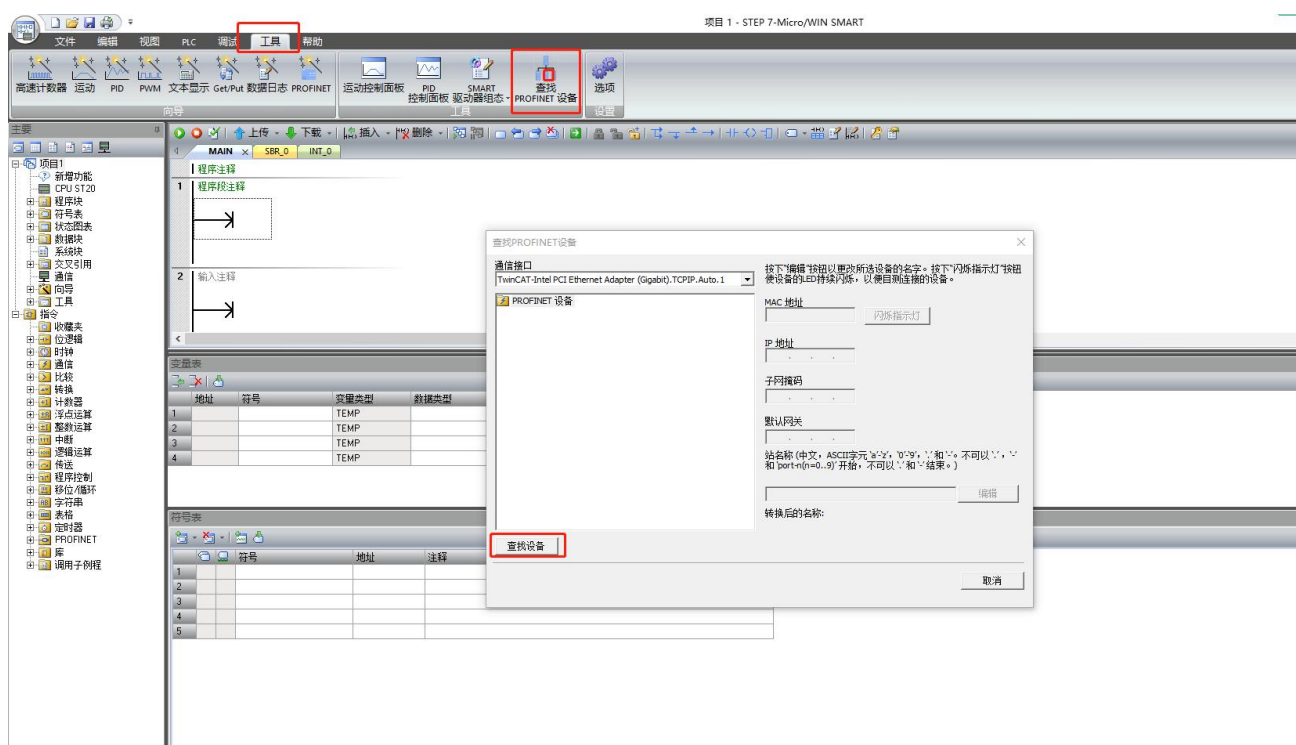 项目 1 - STEP 7-Micro/WIN SMART
文件 编辑 视图 PLC 调试 工具 帮助
高速计数器 运动 PID PWM 文本显示 Get/Put 数据日志 PROFINET 运动控制面板 PID 控制面板 SMART 驱动器组态 查找 PROFINET 设备 选项
向导 工具 设置
主要
上传 下载 插入 删除
MAIN SBR_0 INT_0
项目1
新增功能
CPU ST20
程序块
符号表
状态图表
数据块
系统块
交叉引用
通信
向导
工具
指令
收藏夹
位逻辑
时钟
通信
比较
转换
计数器
浮点运算
整数运算
中断
逻辑运算
传送
程序控制
移位/循环
字符串
表格
定时器
PROFINET
库
调用子例程
程序注释
1 程序段注释
2 输入注释
变量表
地址 符号 变量类型 数据类型
1 TEMP
2 TEMP
3 TEMP
4 TEMP
符号表
符号 地址 注释
1
2
3
4
5
查找PROFINET设备
通信接口
TwinCAT-Intel PCI Ethernet Adapter (Gigabit).TCPIP.Auto.1
PROFINET 设备
查找设备
按下"编辑"按钮以更改所选设备的名字。按下"闪烁指示灯"按钮
使设备的LED持续闪烁，以便目测连接的设备。
MAC 地址
闪烁指示灯
IP 地址
子网掩码
默认网关
站名称 (中文，ASCII字元 'a'-'z'，'0'-'9'，'.' 和 '-'。不可以 '.'，'-'
和 'port-n(n=0..9)' 开始，不可以 '.' 和 '-' 结束。)
编辑
转换后的名称:
取消